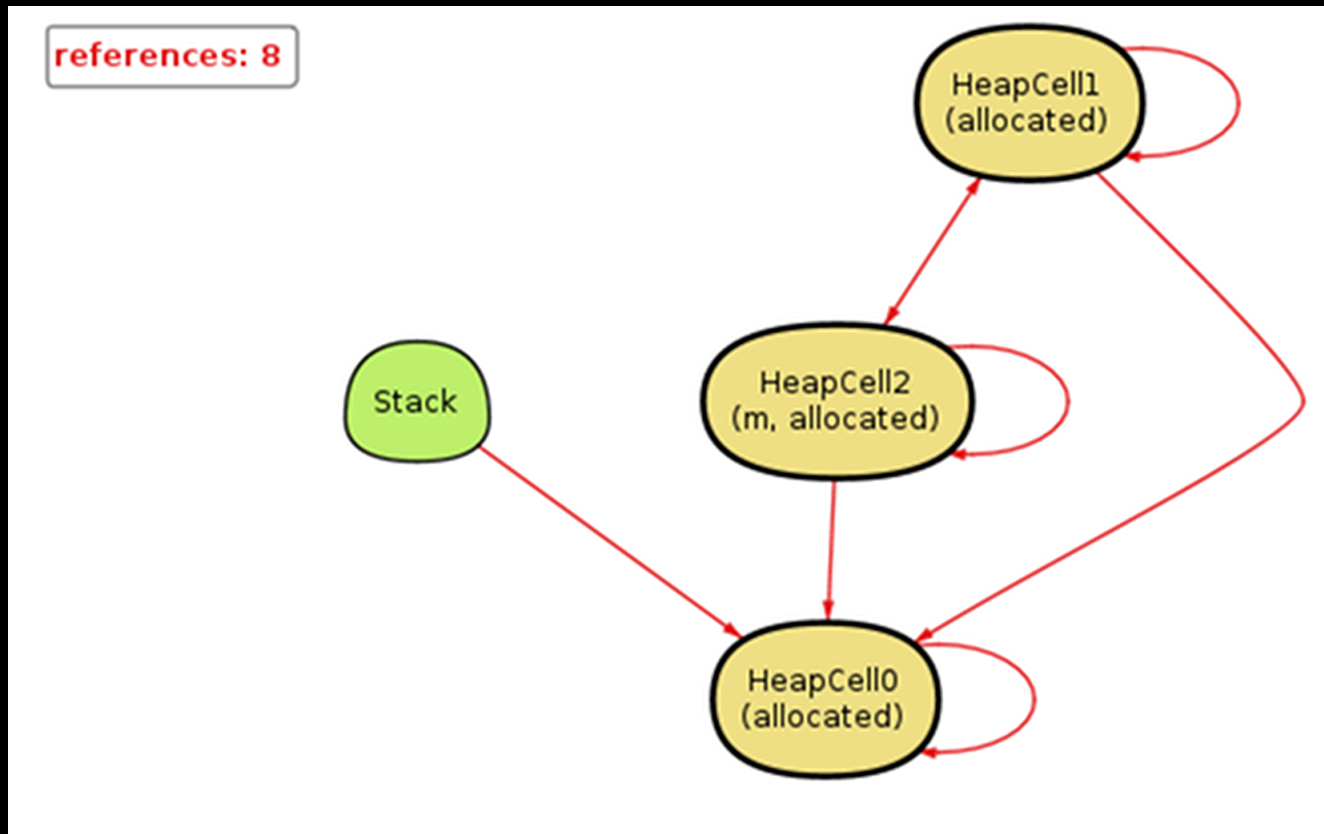 references: 8
HeapCell1
(allocated)
HeapCell2
(m, allocated)
Stack
HeapCell0
(allocated)